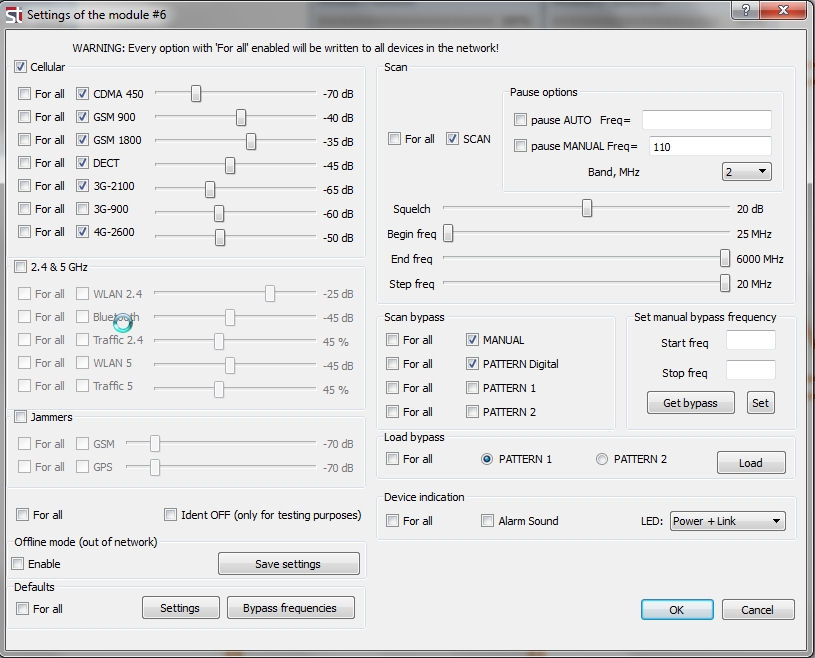 ST Settings of the module #6
WARNING: Every option with 'For all' enabled will be written to all devices in the network!
Cellular
For all CDMA 450 -70 dB
For all GSM 900 -40 dB
For all GSM 1800 -35 dB
For all DECT -45 dB
For all 3G-2100 -65 dB
For all 3G-900 -60 dB
For all 4G-2600 -50 dB
2.4 & 5 GHz
For all WLAN 2.4 -25 dB
For all Bluetooth -45 dB
For all Traffic 2.4 45 %
For all WLAN 5 -45 dB
For all Traffic 5 45 %
Jammers
For all GSM -70 dB
For all GPS -70 dB
For all Ident OFF (only for testing purposes)
Offline mode (out of network)
Enable Save settings
Defaults
For all Settings Bypass frequencies
Scan
For all SCAN
Pause options
pause AUTO Freq=
pause MANUAL Freq= 110
Band, MHz 2
Squelch 20 dB
Begin freq 25 MHz
End freq 6000 MHz
Step freq 20 MHz
Scan bypass
For all MANUAL
For all PATTERN Digital
For all PATTERN 1
For all PATTERN 2
Set manual bypass frequency
Start freq
Stop freq
Get bypass Set
Load bypass
For all PATTERN 1 PATTERN 2 Load
Device indication
For all Alarm Sound LED: Power + Link
OK Cancel